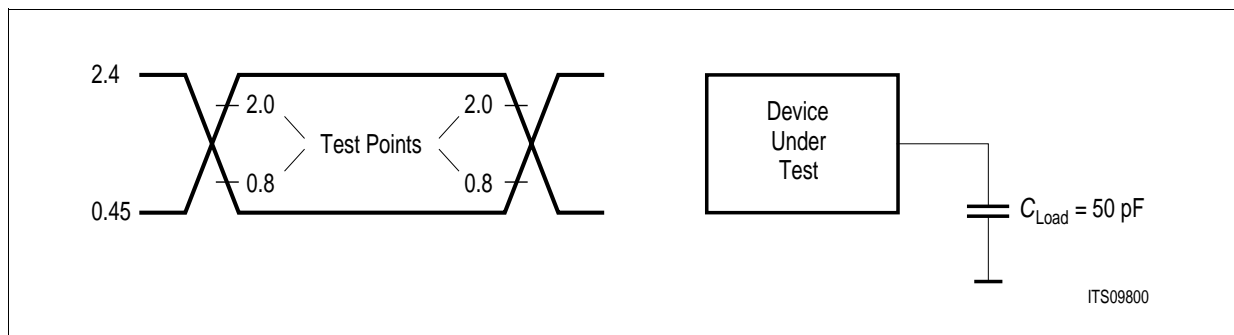 2.4
2.0
0.8
0.45
Test Points
2.0
0.8
Device
Under
Test
C Load = 50 pF
ITS09800